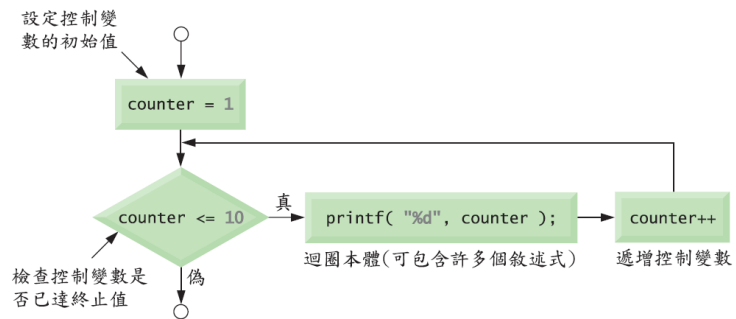 設定控制變
數的初始值
counter = 1
counter <= 10
真
printf( "%d", counter );
counter++
迴圈本體(可包含許多個敘述式)
遞增控制變數
檢查控制變數是
否已達終止值
偽